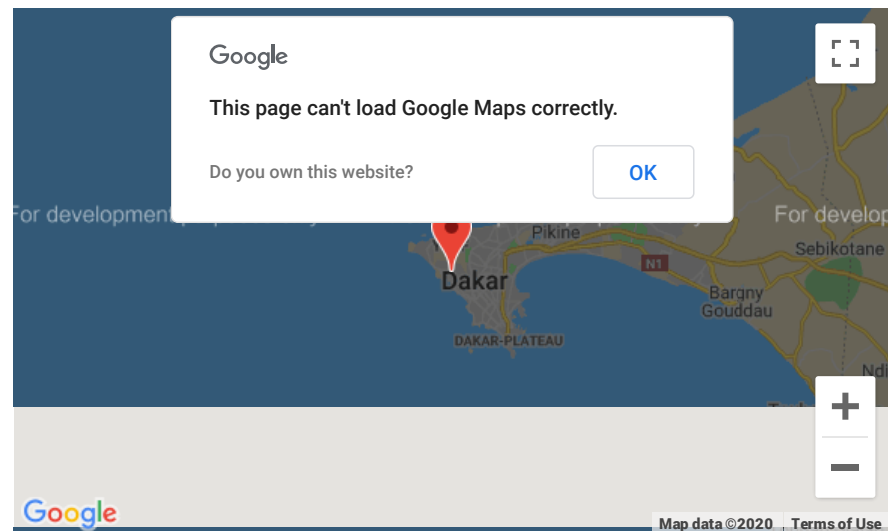 Google
This page can't load Google Maps correctly.
Do you own this website?
OK
For development
For develop
Pikine
Sebikotane
N1
Dakar
Bargny
Gouddau
DAKAR-PLATEAU
Ndi
Google
Map data ©2020
Terms of Use